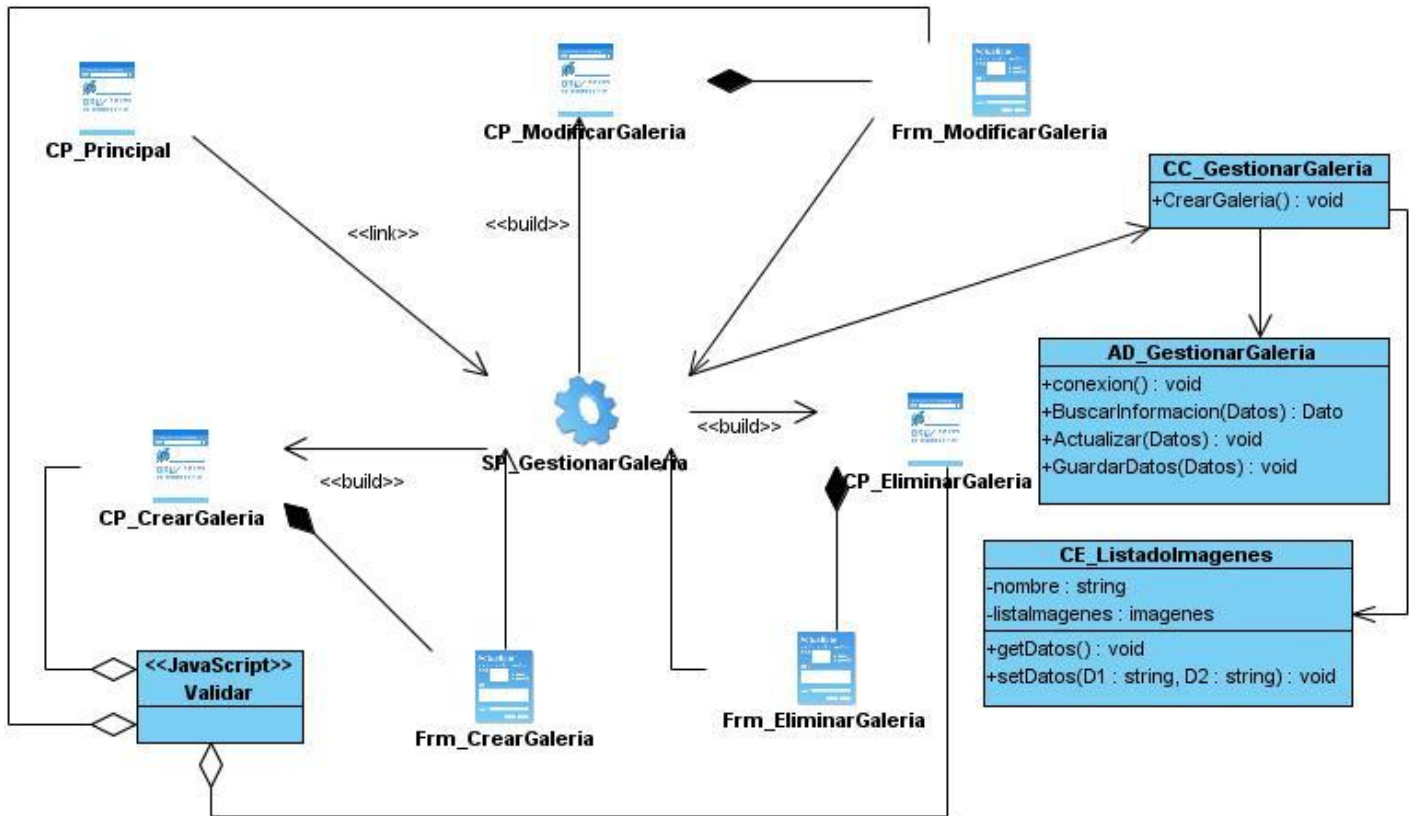 CP_Principal
CP_ModificarGaleria
Frm_ModificarGaleria
CC_GestionarGaleria
+CrearGaleria() : void
<<link>>
<<build>>
AD_GestionarGaleria
+conexion() : void
+BuscarInformacion(Datos) : Dato
+Actualizar(Datos) : void
+GuardarDatos(Datos) : void
<<build>>
SP_GestionarGaleria
CP_EliminarGaleria
<<build>>
CP_CrearGaleria
CE_ListadoImagenes
-nombre : string
-listaImagenes : imagenes
+getDatos() : void
+setDatos(D1 : string, D2 : string) : void
<<JavaScript>>
Validar
Actualizar
Frm_CrearGaleria
Actualizar
Frm_EliminarGaleria